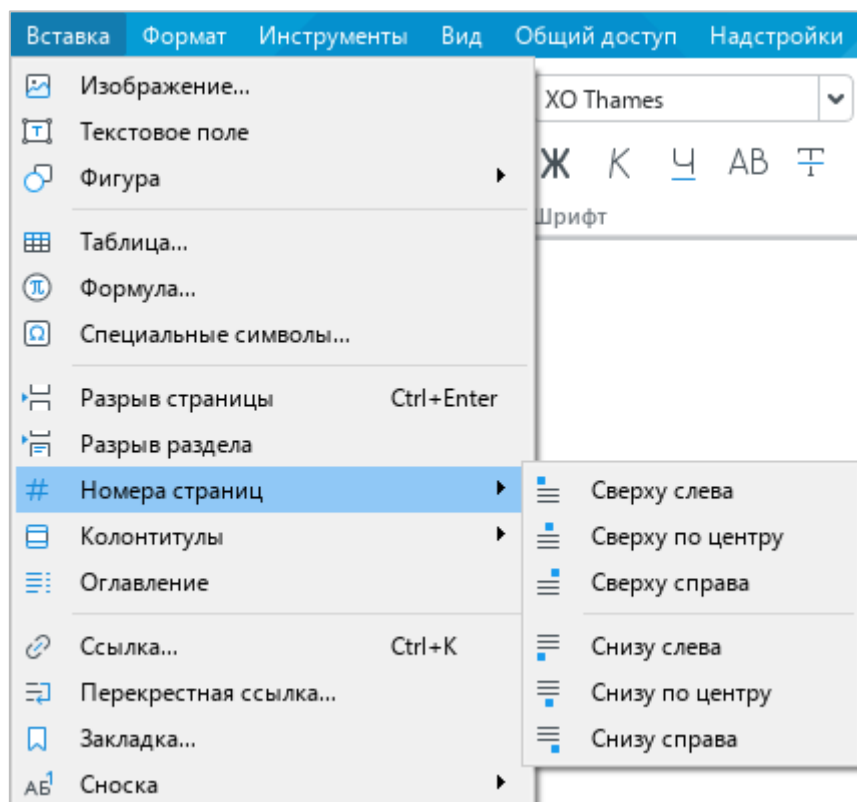 Вставка Формат Инструменты Вид Общий доступ Надстройки
Изображение...
XO Thames
Текстовое поле
Ж К Ч АВ Т
Фигура
Шрифт
Таблица...
Формула...
Специальные символы...
Разрыв страницы Ctrl+Enter
Разрыв раздела
Номера страниц
Сверху слева
Колонтитулы
Сверху по центру
Оглавление
Сверху справа
Ссылка... Ctrl+K
Снизу слева
Перекрестная ссылка...
Снизу по центру
Закладка...
Снизу справа
АБ1 Сноска